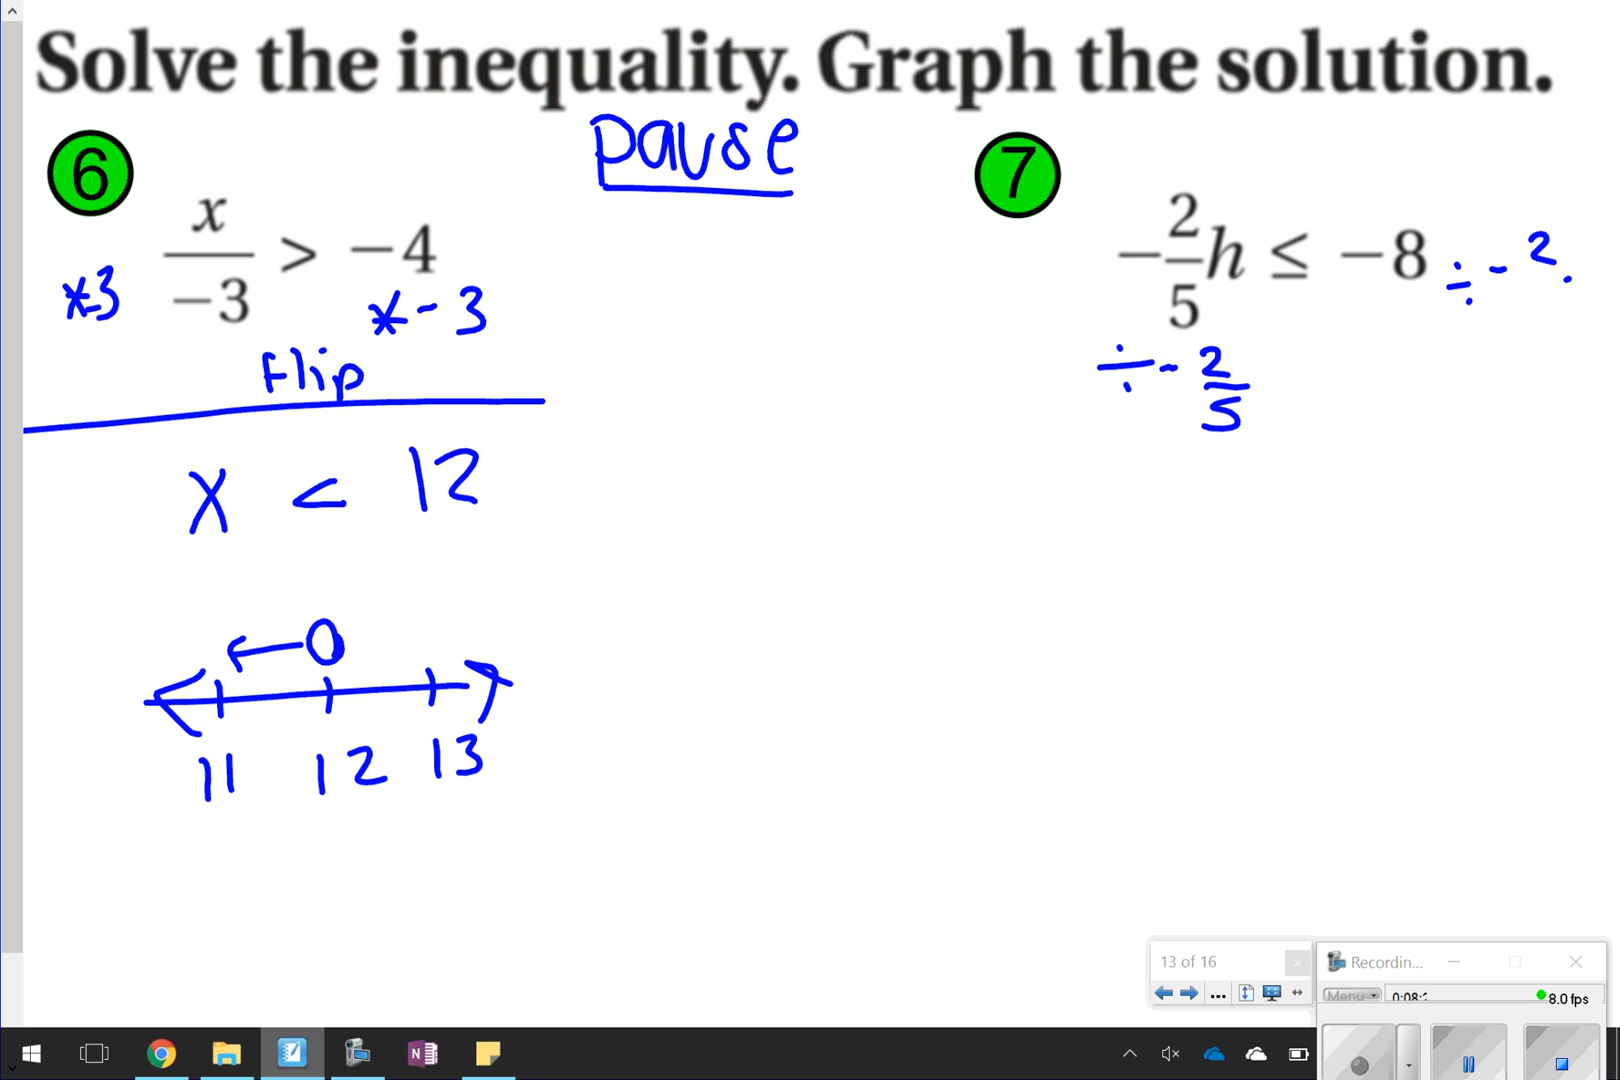 Solve the inequality. Graph the solution.
pause
6
x/-3 > -4
*-3 *-3
flip
x < 12
11 12 13
7
-2/5 h ≤ -8
÷ - 2
÷ - 2/5
13 of 16
Recordin...
Menu
8.0 fps